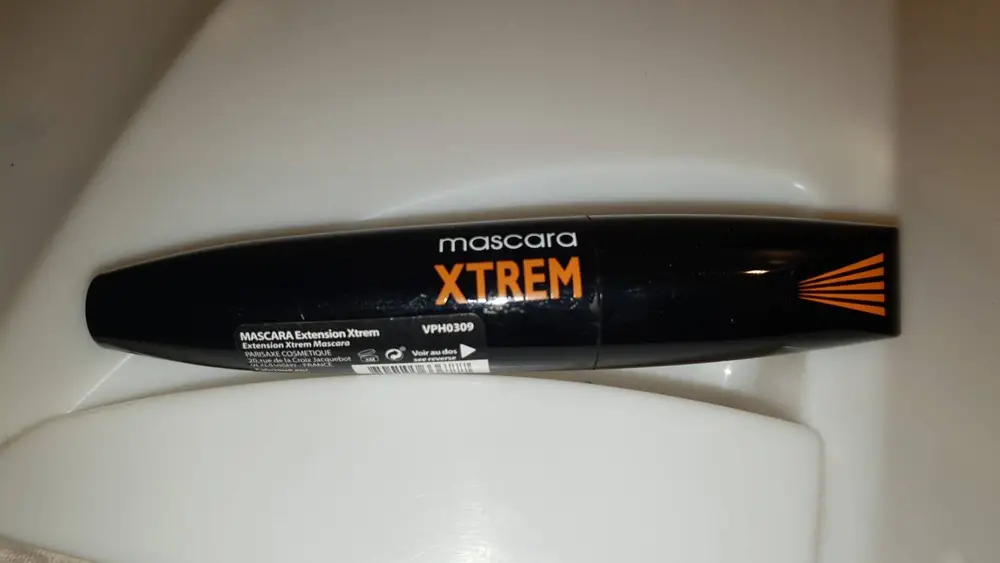 mascara
XTREM
MASCARA Extension Xtrem VPH0309
Extension Xtrem Mascara
PARISAXE COSMETIQUE
20, rue de la Croix Jacquebot
FRANCE
Voir au dos
see reverse